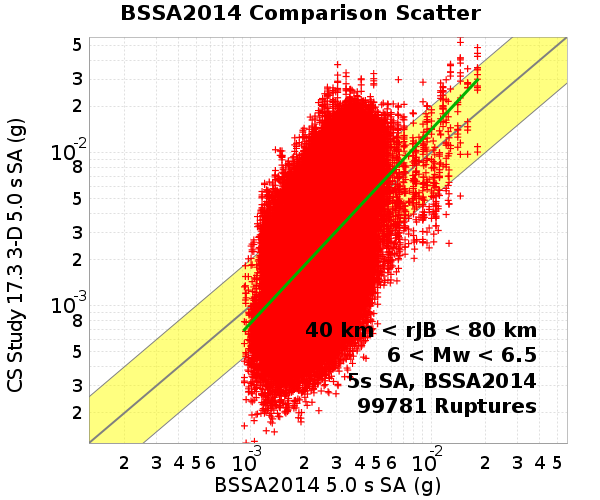 BSSA2014 Comparison Scatter
CS Study 17.3 3-D 5.0 s SA (g)
5
3
2
10-2
8
5
3
2
10-3
8
5
3
2
40 km < rJB < 80 km
6 < Mw < 6.5
5s SA, BSSA2014
99781 Ruptures
2 3 4 5 6 10-3 2 3 4 5 6 10-2 2 3 4 5
BSSA2014 5.0 s SA (g)